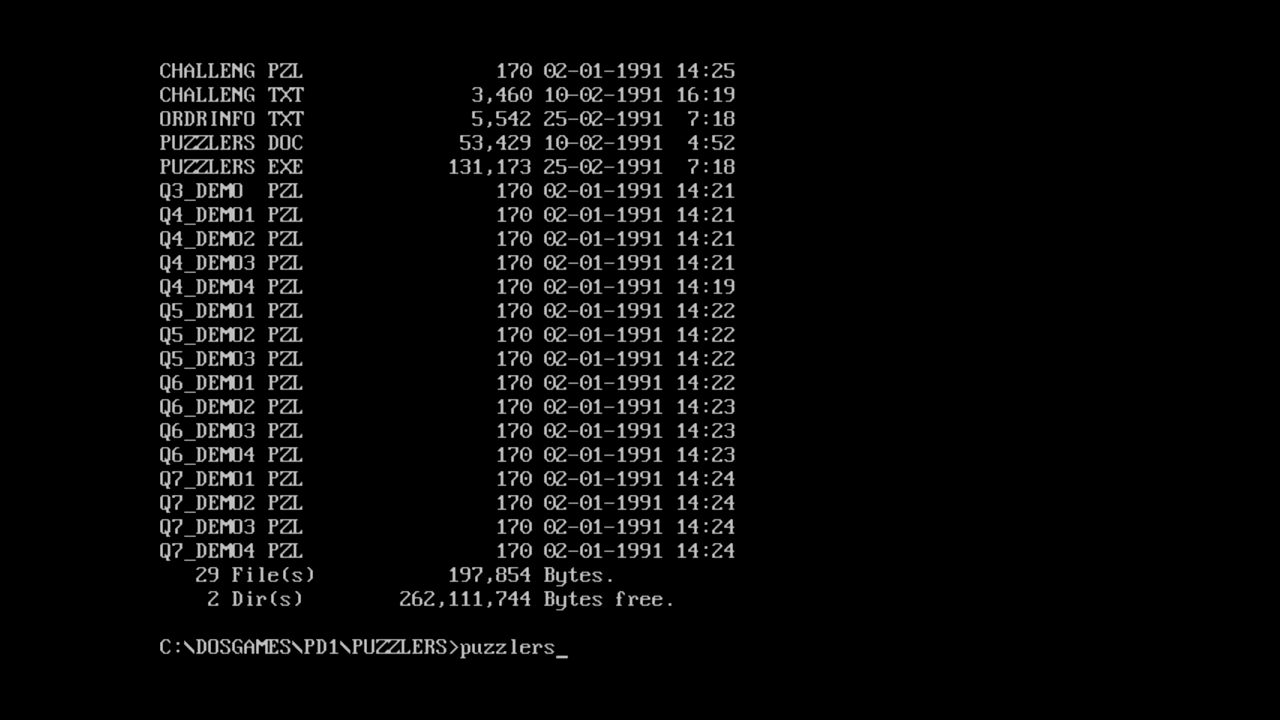 CHALLENG PZL 170 02-01-1991 14:25
CHALLENG TXT 3,460 10-02-1991 16:19
ORDRINFO TXT 5,542 25-02-1991 7:18
PUZZLERS DOC 53,429 10-02-1991 4:52
PUZZLERS EXE 131,173 25-02-1991 7:18
Q3_DEMO PZL 170 02-01-1991 14:21
Q4_DEMO1 PZL 170 02-01-1991 14:21
Q4_DEMO2 PZL 170 02-01-1991 14:21
Q4_DEMO3 PZL 170 02-01-1991 14:21
Q4_DEMO4 PZL 170 02-01-1991 14:19
Q5_DEMO1 PZL 170 02-01-1991 14:22
Q5_DEMO2 PZL 170 02-01-1991 14:22
Q5_DEMO3 PZL 170 02-01-1991 14:22
Q6_DEMO1 PZL 170 02-01-1991 14:22
Q6_DEMO2 PZL 170 02-01-1991 14:23
Q6_DEMO3 PZL 170 02-01-1991 14:23
Q6_DEMO4 PZL 170 02-01-1991 14:23
Q7_DEMO1 PZL 170 02-01-1991 14:24
Q7_DEMO2 PZL 170 02-01-1991 14:24
Q7_DEMO3 PZL 170 02-01-1991 14:24
Q7_DEMO4 PZL 170 02-01-1991 14:24
29 File(s) 197,854 Bytes.
2 Dir(s) 262,111,744 Bytes free.
C:\DOSGAMES\PD1\PUZZLERS>puzzlers_